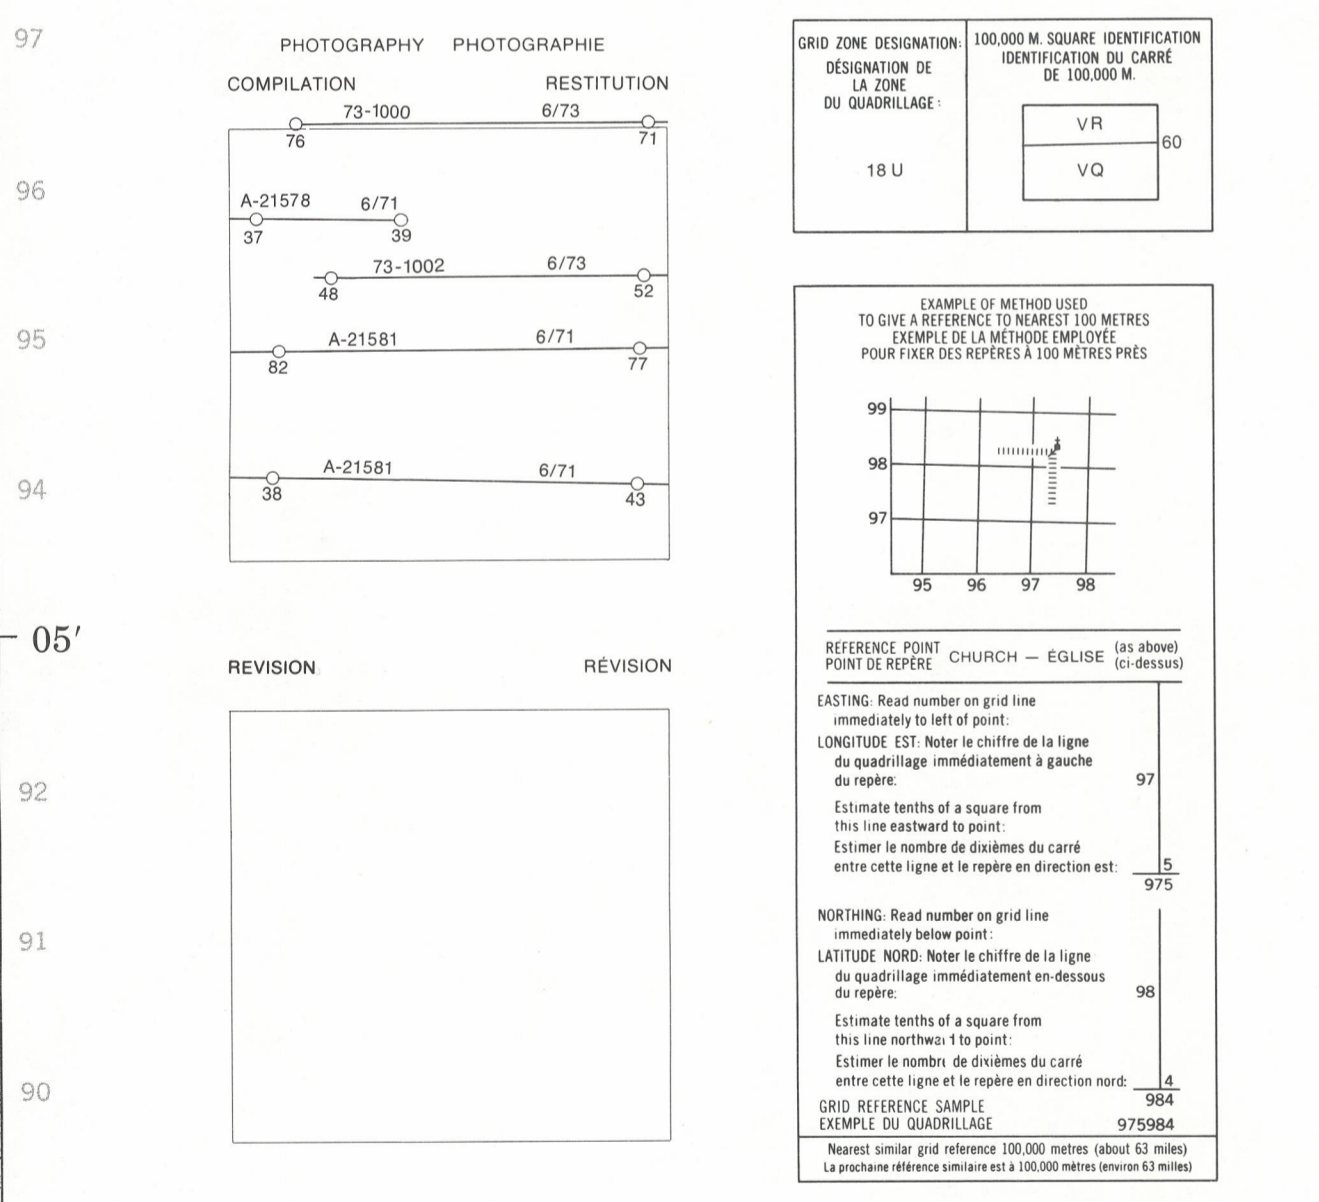 97
96
95
94
05′
92
91
90
PHOTOGRAPHY PHOTOGRAPHIE
COMPILATION RESTITUTION
73-1000 6/73
76 71
A-21578 6/71
37 39
73-1002 6/73
48 52
A-21581 6/71
82 77
A-21581 6/71
38 43
REVISION RÉVISION
GRID ZONE DESIGNATION:
DÉSIGNATION DE
LA ZONE
DU QUADRILLAGE:
18 U
100,000 M. SQUARE IDENTIFICATION
IDENTIFICATION DU CARRÉ
DE 100,000 M.
VR
60
VQ
EXAMPLE OF METHOD USED
TO GIVE A REFERENCE TO NEAREST 100 METRES
EXEMPLE DE LA MÉTHODE EMPLOYÉE
POUR FIXER DES REPÈRES À 100 MÈTRES PRÈS
99
98
97
95 96 97 98
REFERENCE POINT
POINT DE REPÈRE
CHURCH — ÉGLISE
(as above)
(ci-dessus)
EASTING: Read number on grid line
immediately to left of point:
LONGITUDE EST: Noter le chiffre de la ligne
du quadrillage immédiatement à gauche
du repère: 97
Estimate tenths of a square from
this line eastward to point:
Estimer le nombre de dixièmes du carré
entre cette ligne et le repère en direction est: 5
975
NORTHING: Read number on grid line
immediately below point:
LATITUDE NORD: Noter le chiffre de la ligne
du quadrillage immédiatement en-dessous
du repère: 98
Estimate tenths of a square from
this line northward to point:
Estimer le nombre de dixièmes du carré
entre cette ligne et le repère en direction nord: 4
984
GRID REFERENCE SAMPLE
EXEMPLE DU QUADRILLAGE 975984
Nearest similar grid reference 100,000 metres (about 63 miles)
La prochaine référence similaire est à 100,000 mètres (environ 63 milles)